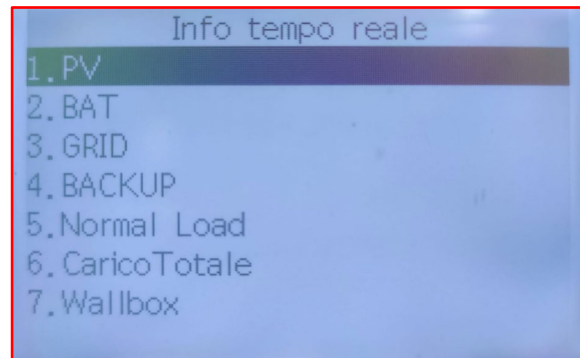 Info tempo reale
1.PV
2.BAT
3.GRID
4.BACKUP
5.Normal Load
6.CaricoTotale
7.Wallbox